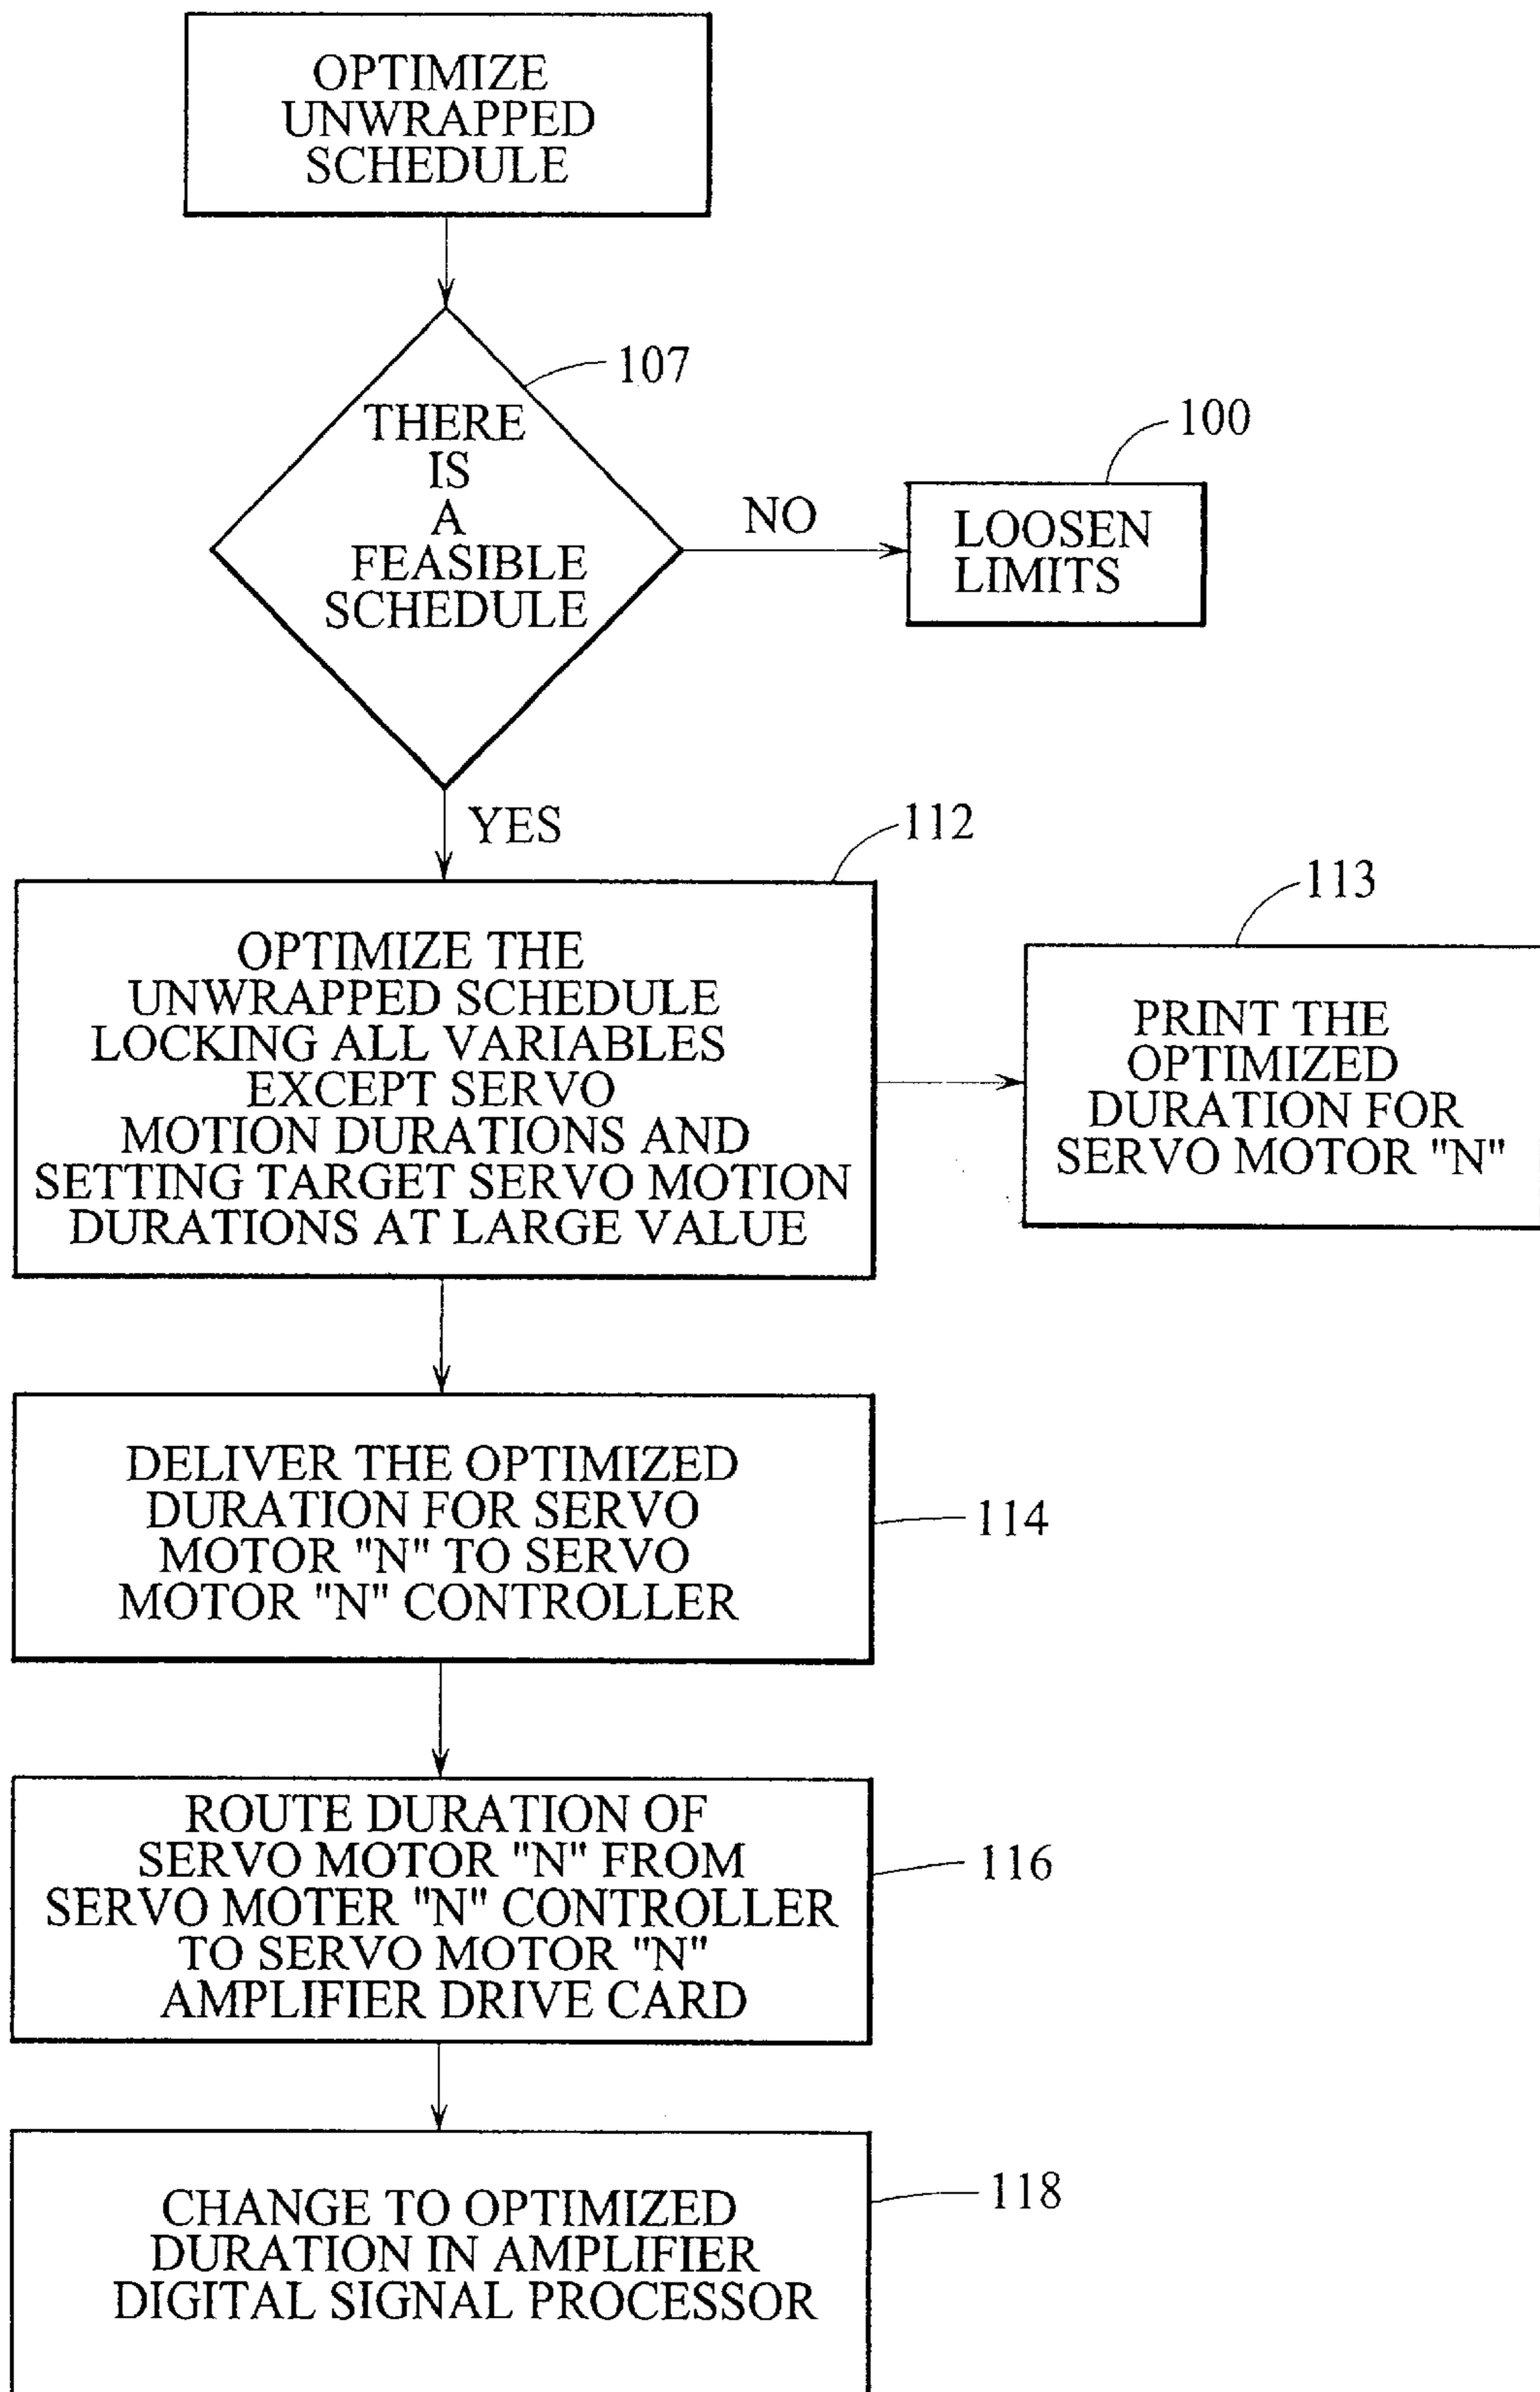 OPTIMIZE
UNWRAPPED
SCHEDULE
107
THERE
IS
A
FEASIBLE
SCHEDULE
NO
100
LOOSEN
LIMITS
YES
112
OPTIMIZE THE
UNWRAPPED SCHEDULE
LOCKING ALL VARIABLES
EXCEPT SERVO
MOTION DURATIONS AND
SETTING TARGET SERVO MOTION
DURATIONS AT LARGE VALUE
113
PRINT THE
OPTIMIZED
DURATION FOR
SERVO MOTOR "N"
DELIVER THE OPTIMIZED
DURATION FOR SERVO
MOTOR "N" TO SERVO
MOTOR "N" CONTROLLER
114
ROUTE DURATION OF
SERVO MOTOR "N" FROM
SERVO MOTER "N" CONTROLLER
TO SERVO MOTOR "N"
AMPLIFIER DRIVE CARD
116
CHANGE TO OPTIMIZED
DURATION IN AMPLIFIER
DIGITAL SIGNAL PROCESSOR
118